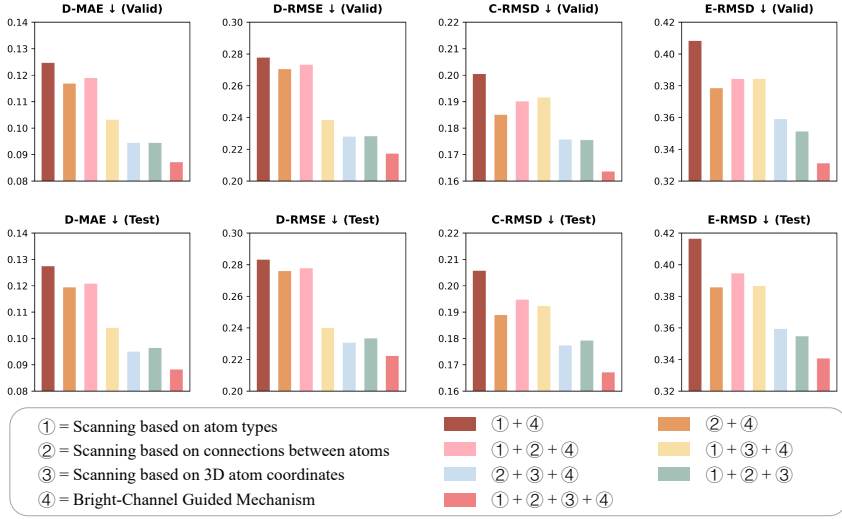 D-MAE ↓ (Valid)
0.14
0.12
0.11
0.10
0.09
0.08
D-RMSE ↓ (Valid)
0.30
0.28
0.26
0.24
0.22
0.20
C-RMSD ↓ (Valid)
0.22
0.21
0.20
0.19
0.18
0.17
0.16
E-RMSD ↓ (Valid)
0.42
0.40
0.38
0.36
0.34
0.32
D-MAE ↓ (Test)
0.14
0.13
0.12
0.11
0.10
0.09
0.08
D-RMSE ↓ (Test)
0.30
0.28
0.26
0.24
0.22
0.20
C-RMSD ↓ (Test)
0.22
0.21
0.20
0.19
0.18
0.17
0.16
E-RMSD ↓ (Test)
0.42
0.40
0.38
0.36
0.34
0.32
① = Scanning based on atom types
② = Scanning based on connections between atoms
③ = Scanning based on 3D atom coordinates
④ = Bright-Channel Guided Mechanism
① + ④
② + ④
① + ② + ④
① + ③ + ④
② + ③ + ④
① + ② + ③
① + ② + ③ + ④